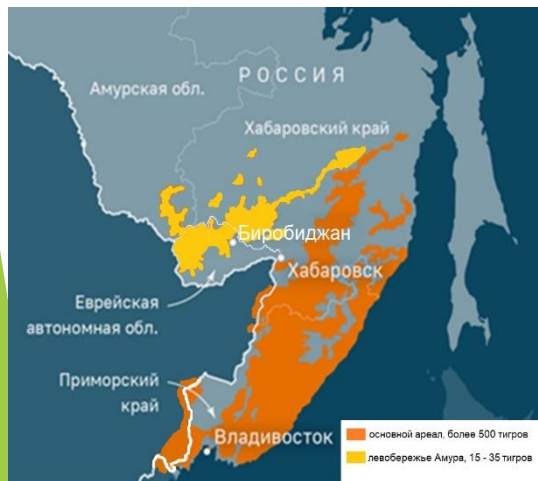 РОССИЯ
Амурская обл.
Хабаровский край
Биробиджан
Хабаровск
Еврейская
автономная обл.
Приморский
край
Владивосток
основной ареал, более 500 тигров
левобережье Амура, 15 - 35 тигров